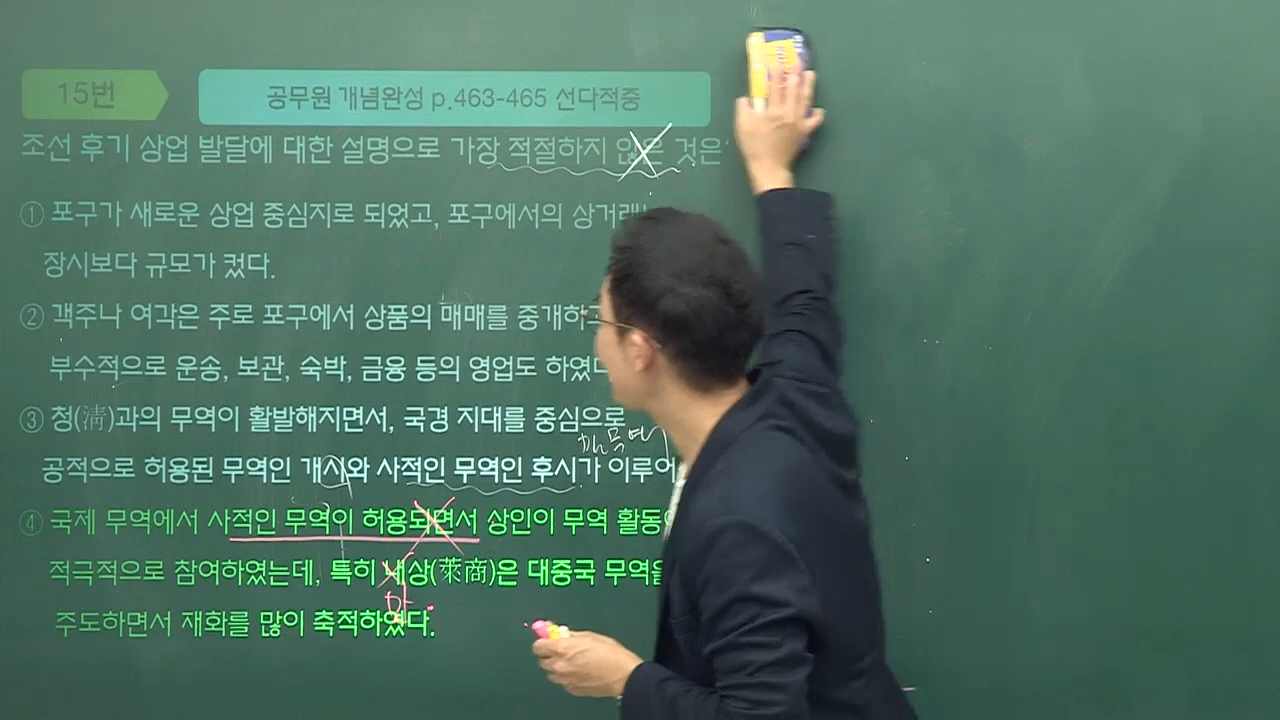 15번
공무원 개념완성 p.463-465 선다적중
조선 후기 상업 발달에 대한 설명으로 가장 적절하지 않은 것은
① 포구가 새로운 상업 중심지로 되었고, 포구에서의 상거래
장시보다 규모가 컸다.
② 객주나 여각은 주로 포구에서 상품의 매매를 중개하
부수적으로 운송, 보관, 숙박, 금융 등의 영업도 하였
③ 청(淸)과의 무역이 활발해지면서, 국경 지대를 중심으로
공적으로 허용된 무역인 개시와 사적인 무역인 후시가 이루어
④ 국제 무역에서 사적인 무역이 허용되면서 상인이 무역 활동
적극적으로 참여하였는데, 특히 내상(萊商)은 대중국 무역을
만
주도하면서 재화를 많이 축적하였다.